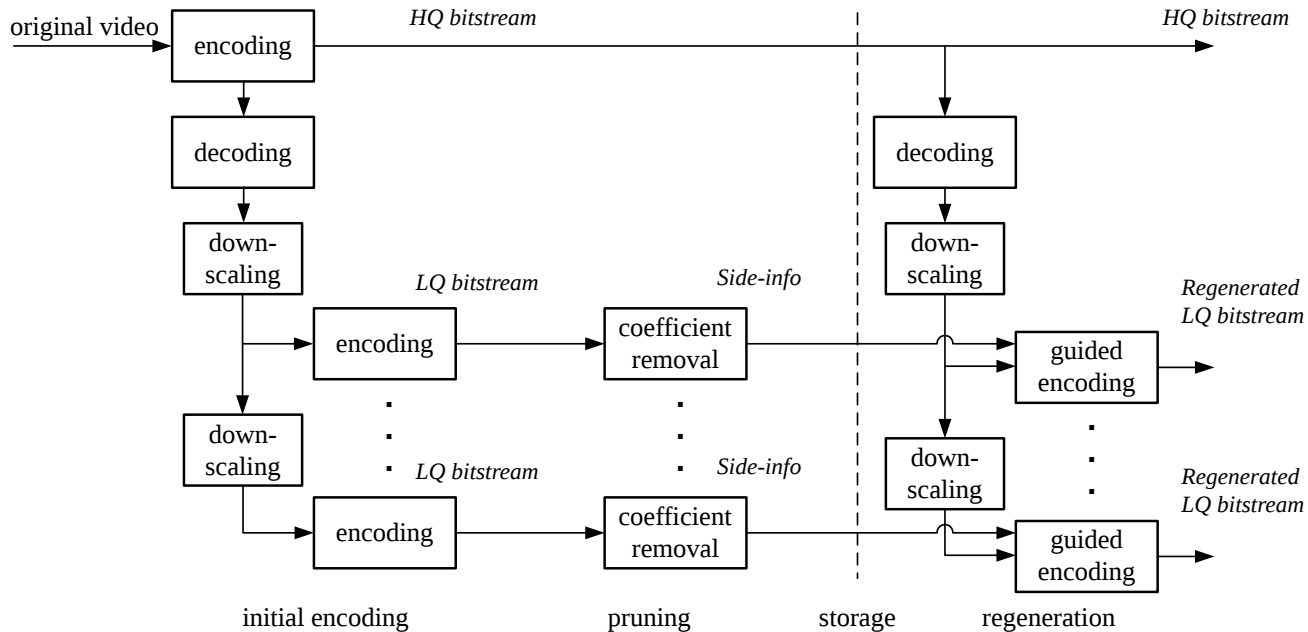 original video
HQ bitstream
HQ bitstream
encoding
decoding
decoding
down-
scaling
down-
scaling
LQ bitstream
Side-info
Regenerated
LQ bitstream
encoding
coefficient
removal
guided
encoding
down-
scaling
down-
scaling
LQ bitstream
Side-info
Regenerated
LQ bitstream
encoding
coefficient
removal
guided
encoding
initial encoding
pruning
storage
regeneration